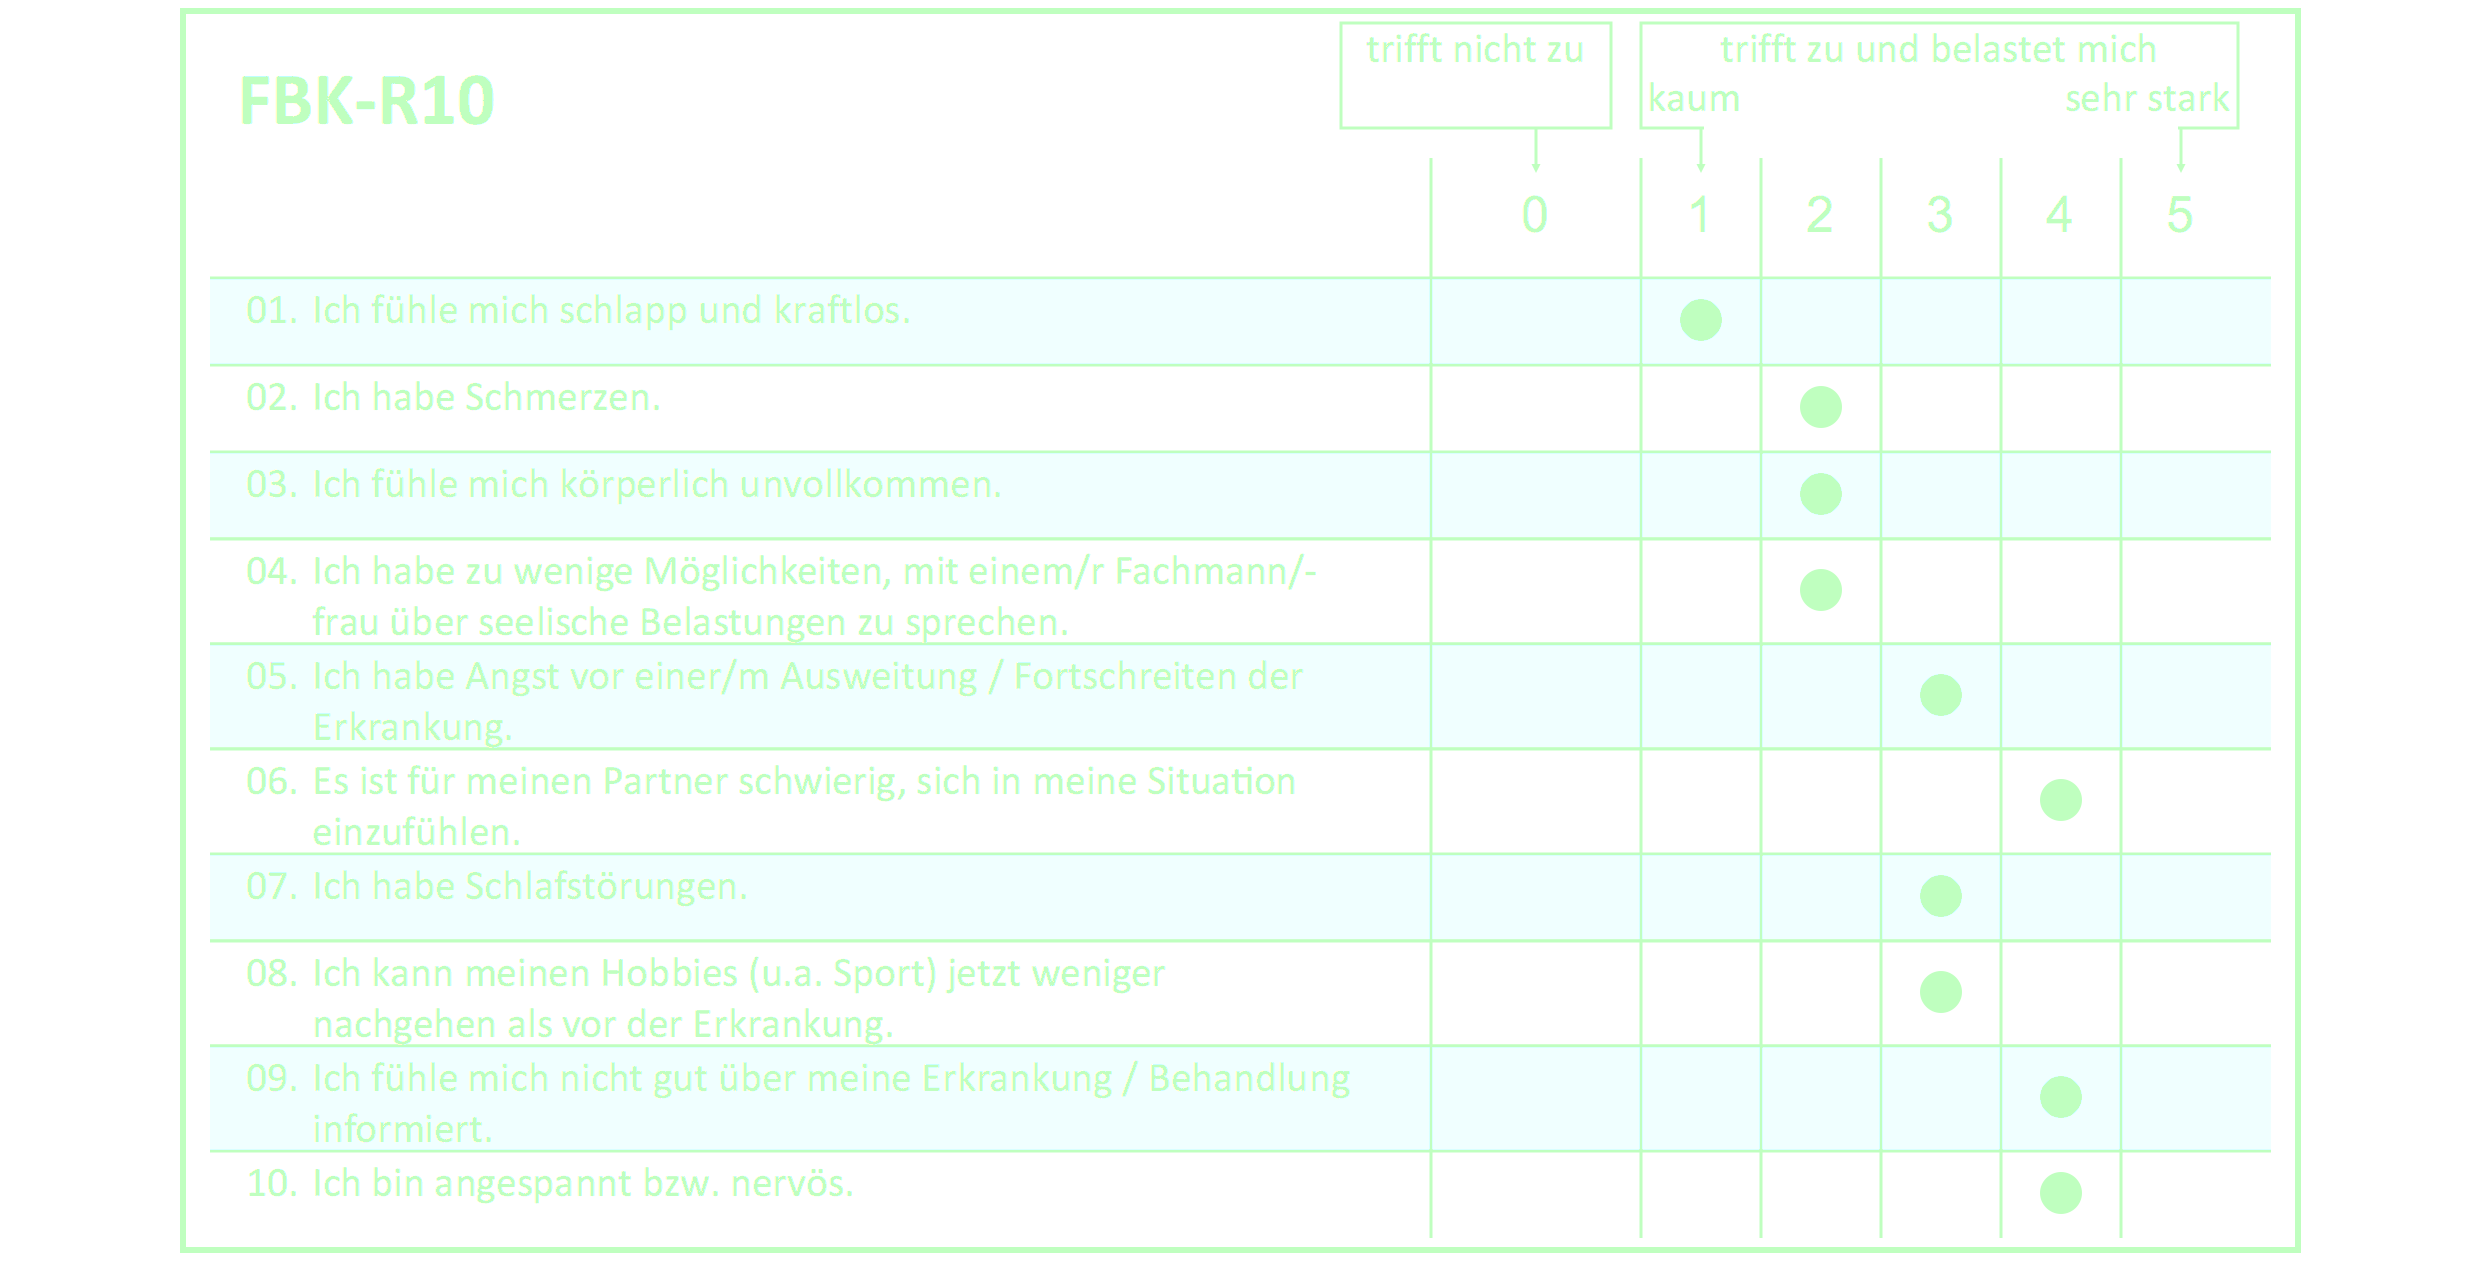 trifft nicht zu
trifft zu und belastet mich
FBK-R10
kaum
sehr stark
0 1 2 3 4 5
01. Ich fühle mich schlapp und kraftlos.
02. Ich habe Schmerzen.
03. Ich fühle mich körperlich unvollkommen.
04. Ich habe zu wenige Möglichkeiten, mit einem/r Fachmann/-
frau über seelische Belastungen zu sprechen.
05. Ich habe Angst vor einer/m Ausweitung / Fortschreiten der
Erkrankung.
06. Es ist für meinen Partner schwierig, sich in meine Situation
einzufühlen.
07. Ich habe Schlafstörungen.
08. Ich kann meinen Hobbies (u.a. Sport) jetzt weniger
nachgehen als vor der Erkrankung.
09. Ich fühle mich nicht gut über meine Erkrankung / Behandlung
informiert.
10. Ich bin angespannt bzw. nervös.